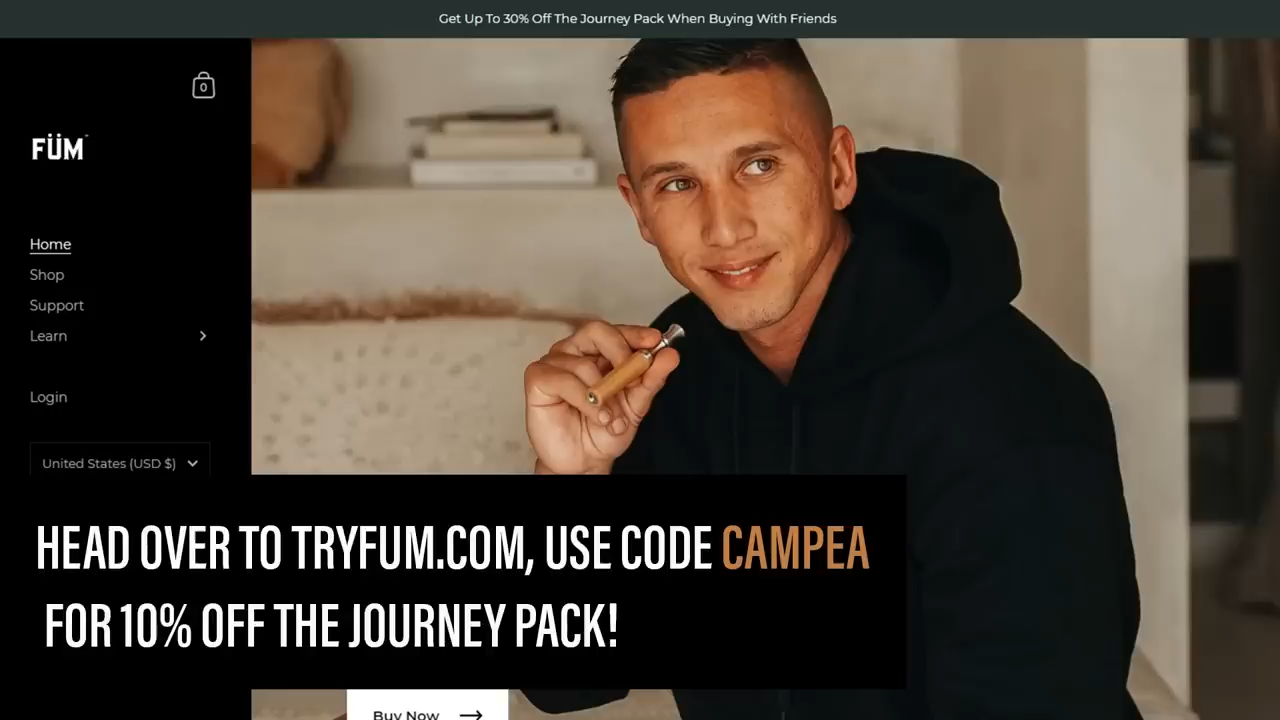 Get Up To 30% Off The Journey Pack When Buying With Friends
0
FÜM
Home
Shop
Support
Learn
Login
United States (USD $)
HEAD OVER TO TRYFUM.COM, USE CODE CAMPEA
FOR 10% OFF THE JOURNEY PACK!
Buy Now